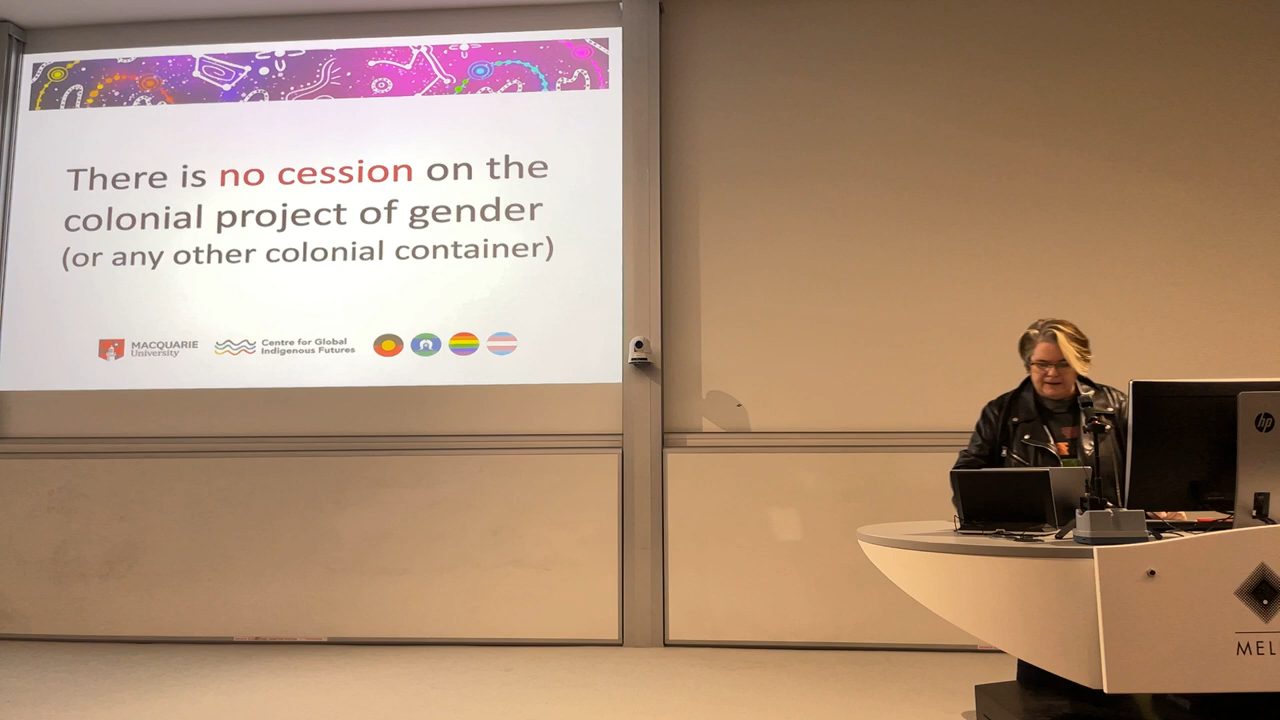 There is no cession on the
colonial project of gender
(or any other colonial container)
MACQUARIE
University
Centre for Global
Indigenous Futures
hp
MEL